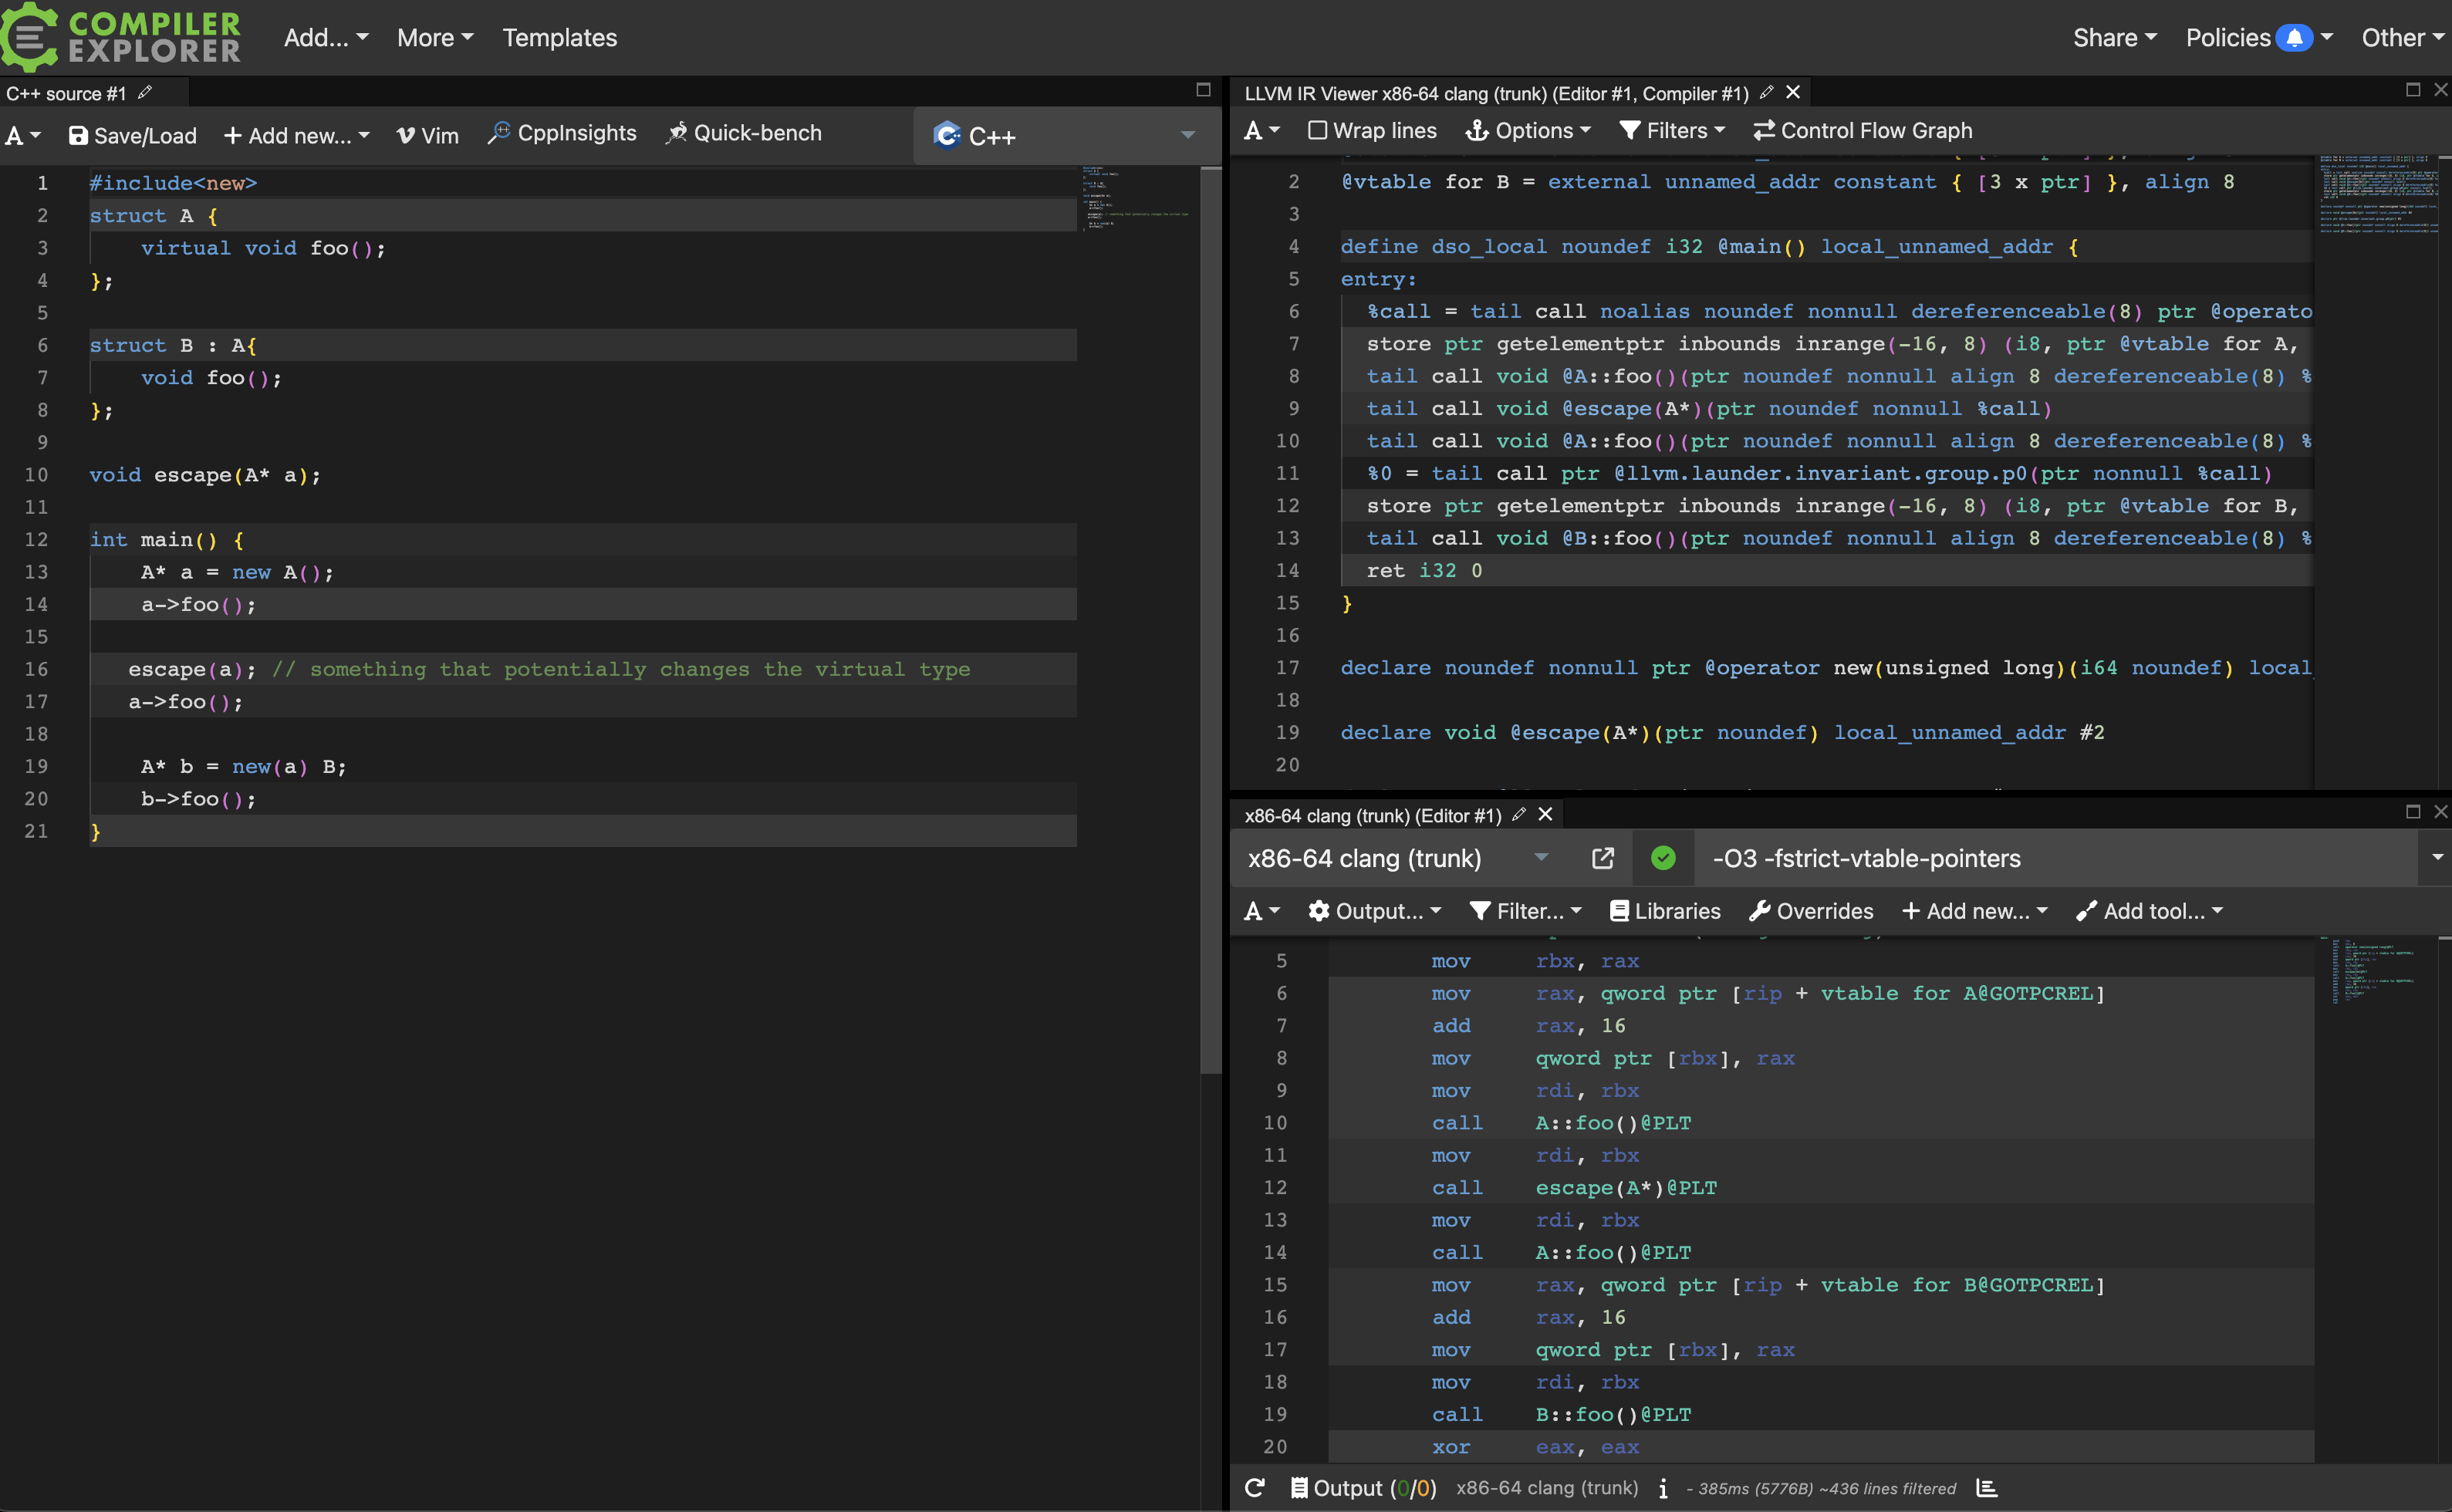 COMPILER
EXPLORER
Add...
More
Templates
Share
Policies
Other
C++ source #1
A
Save/Load
+ Add new...
Vim
CppInsights
Quick-bench
C++
1 #include<new>
2 struct A {
3 virtual void foo();
4 };
5
6 struct B : A{
7 void foo();
8 };
9
10 void escape(A* a);
11
12 int main() {
13 A* a = new A();
14 a->foo();
15
16 escape(a); // something that potentially changes the virtual type
17 a->foo();
18
19 A* b = new(a) B;
20 b->foo();
21 }
LLVM IR Viewer x86-64 clang (trunk) (Editor #1, Compiler #1)
A
Wrap lines
Options
Filters
Control Flow Graph
2 @vtable for B = external unnamed_addr constant { [3 x ptr] }, align 8
3
4 define dso_local noundef i32 @main() local_unnamed_addr {
5 entry:
6 %call = tail call noalias noundef nonnull dereferenceable(8) ptr @operato
7 store ptr getelementptr inbounds inrange(-16, 8) (i8, ptr @vtable for A,
8 tail call void @A::foo()(ptr noundef nonnull align 8 dereferenceable(8) %
9 tail call void @escape(A*)(ptr noundef nonnull %call)
10 tail call void @A::foo()(ptr noundef nonnull align 8 dereferenceable(8) %
11 %0 = tail call ptr @llvm.launder.invariant.group.p0(ptr nonnull %call)
12 store ptr getelementptr inbounds inrange(-16, 8) (i8, ptr @vtable for B,
13 tail call void @B::foo()(ptr noundef nonnull align 8 dereferenceable(8) %
14 ret i32 0
15 }
16
17 declare noundef nonnull ptr @operator new(unsigned long)(i64 noundef) local_
18
19 declare void @escape(A*)(ptr noundef) local_unnamed_addr #2
20
x86-64 clang (trunk) (Editor #1)
x86-64 clang (trunk)
-O3 -fstrict-vtable-pointers
A
Output...
Filter...
Libraries
Overrides
+ Add new...
Add tool...
5 mov rbx, rax
6 mov rax, qword ptr [rip + vtable for A@GOTPCREL]
7 add rax, 16
8 mov qword ptr [rbx], rax
9 mov rdi, rbx
10 call A::foo()@PLT
11 mov rdi, rbx
12 call escape(A*)@PLT
13 mov rdi, rbx
14 call A::foo()@PLT
15 mov rax, qword ptr [rip + vtable for B@GOTPCREL]
16 add rax, 16
17 mov qword ptr [rbx], rax
18 mov rdi, rbx
19 call B::foo()@PLT
20 xor eax, eax
Output (0/0) x86-64 clang (trunk) i - 385ms (5776B) ~436 lines filtered